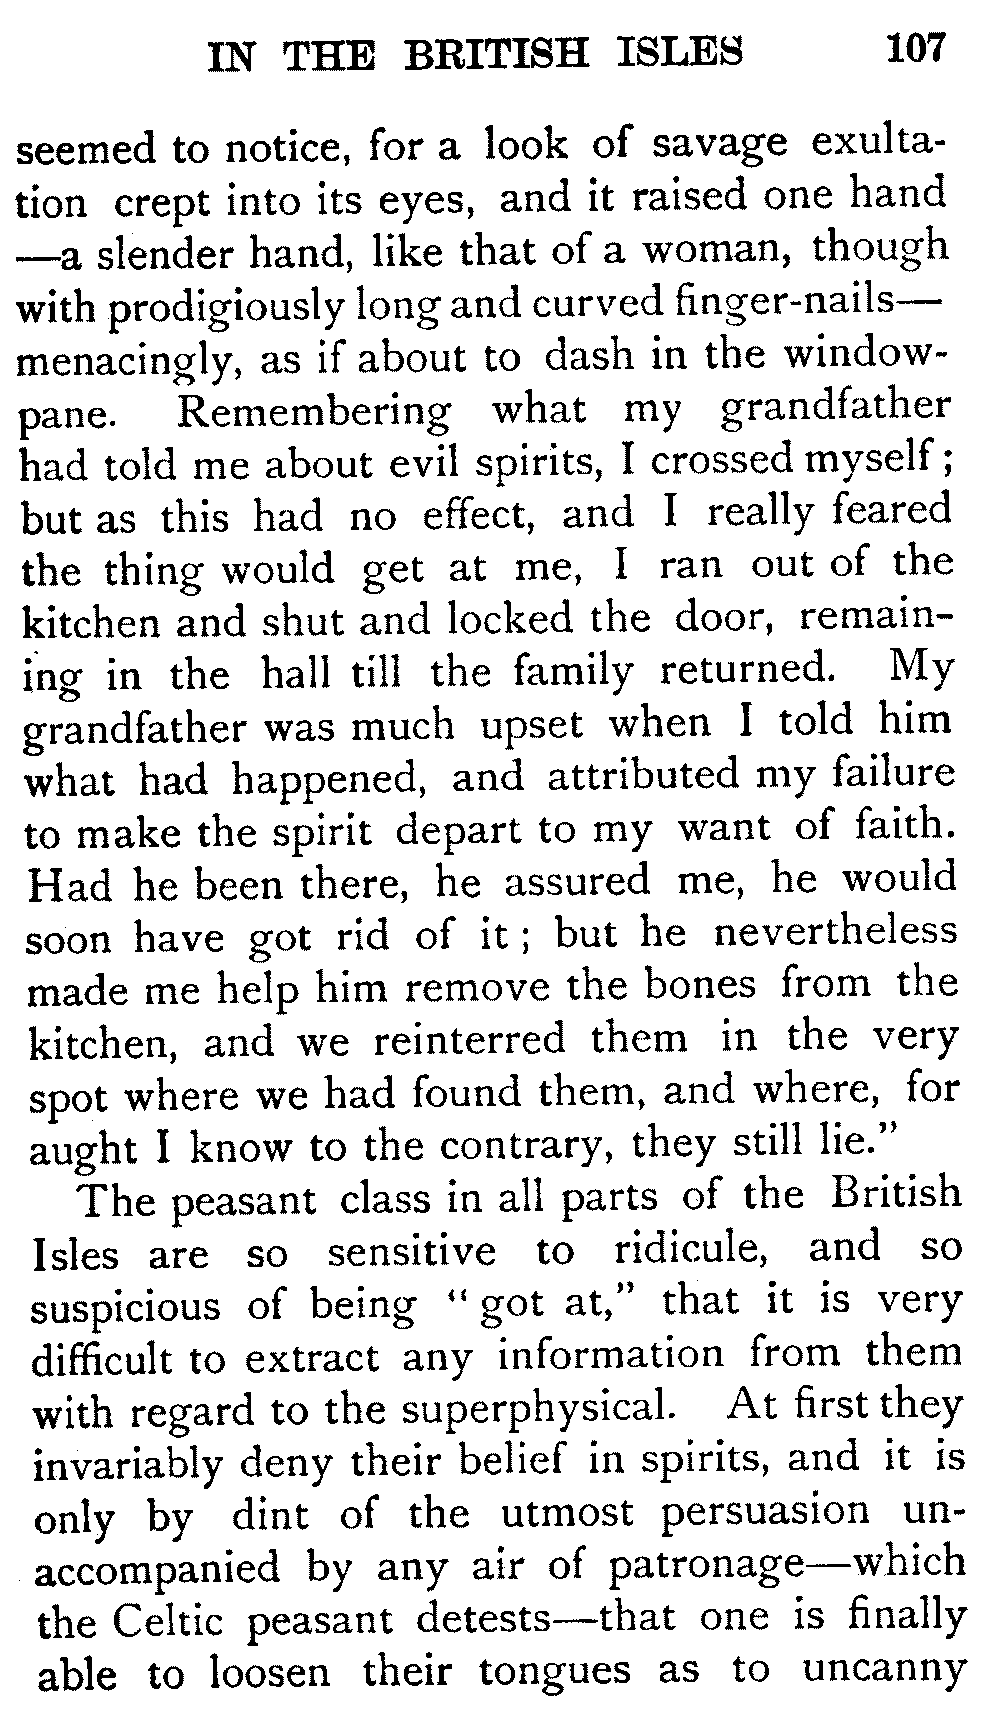 IN THE BRITISH ISLES 107
seemed to notice, for a look of savage exulta-
tion crept into its eyes, and it raised one hand
—a slender hand, like that of a woman, though
with prodigiously long and curved finger-nails—
menacingly, as if about to dash in the window-
pane. Remembering what my grandfather
had told me about evil spirits, I crossed myself;
but as this had no effect, and I really feared
the thing would get at me, I ran out of the
kitchen and shut and locked the door, remain-
ing in the hall till the family returned. My
grandfather was much upset when I told him
what had happened, and attributed my failure
to make the spirit depart to my want of faith.
Had he been there, he assured me, he would
soon have got rid of it; but he nevertheless
made me help him remove the bones from the
kitchen, and we reinterred them in the very
spot where we had found them, and where, for
aught I know to the contrary, they still lie.”
The peasant class in all parts of the British
Isles are so sensitive to ridicule, and so
suspicious of being “got at,” that it is very
difficult to extract any information from them
with regard to the superphysical. At first they
invariably deny their belief in spirits, and it is
only by dint of the utmost persuasion un-
accompanied by any air of patronage—which
the Celtic peasant detests—that one is finally
able to loosen their tongues as to uncanny